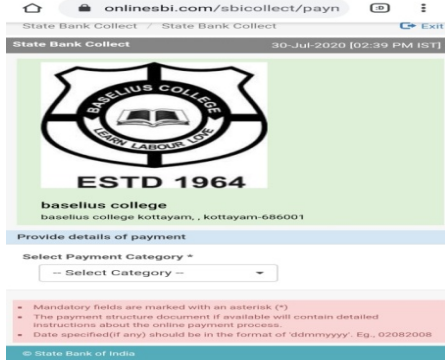 onlinesbi.com/sbicollect/payn
:D
State Bank Collect / State Bank Collect
Exit
State Bank Collect
30-Jul-2020 [02:39 PM IST]
BASELIUS COLLEGE
LEARN LABOUR LOVE
ESTD 1964
baselius college
baselius college kottayam, , kottayam-686001
Provide details of payment
Select Payment Category *
-- Select Category --
Mandatory fields are marked with an asterisk (*)
The payment structure document if available will contain detailed
instructions about the online payment process.
Date specified(if any) should be in the format of 'ddmmyyyy'. Eg., 02082008
© State Bank of India